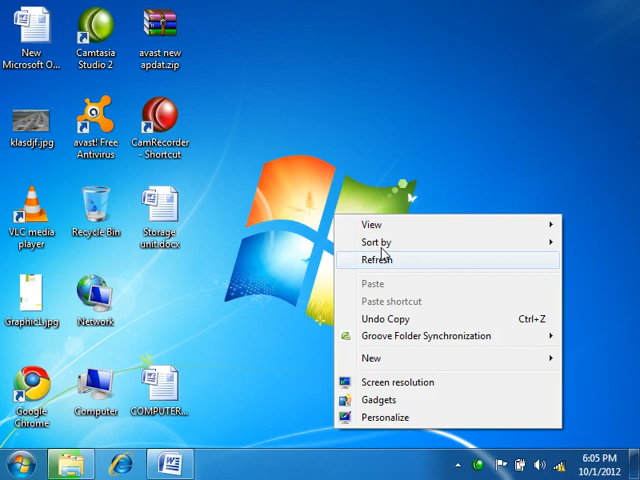 New
Microsoft O...
Camtasia
Studio 2
avast new
apdat.zip
klasdjf.jpg
avast! Free
Antivirus
CamRecorder
- Shortcut
VLC media
player
Recycle Bin
Storage
unit.docx
Graphic1.jpg
Network
Google
Chrome
Computer
COMPUTER...
View
Sort by
Refresh
Paste
Paste shortcut
Undo Copy Ctrl+Z
Groove Folder Synchronization
New
Screen resolution
Gadgets
Personalize
6:05 PM
10/1/2012